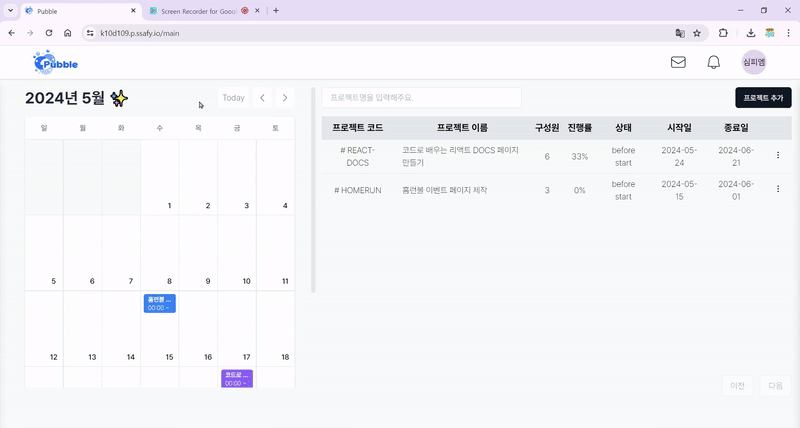 Pubble
Screen Recorder for Goo
k10d109.p.ssafy.io/main
Pubble
심피엠
2024년 5월 ✨
Today
일 월 화 수 목 금 토
1 2 3 4
5 6 7 8 9 10 11
홈런볼 ...
00:00 ~
12 13 14 15 16 17 18
코드로 ...
00:00 ~
프로젝트명을 입력해주요.
프로젝트 추가
프로젝트 코드 프로젝트 이름 구성원 진행률 상태 시작일 종료일
# REACT-DOCS 코드로 배우는 리액트 DOCS 페이지 만들기 6 33% before start 2024-05-24 2024-06-21
# HOMERUN 홈런볼 이벤트 페이지 제작 3 0% before start 2024-05-15 2024-06-01
이전 다음